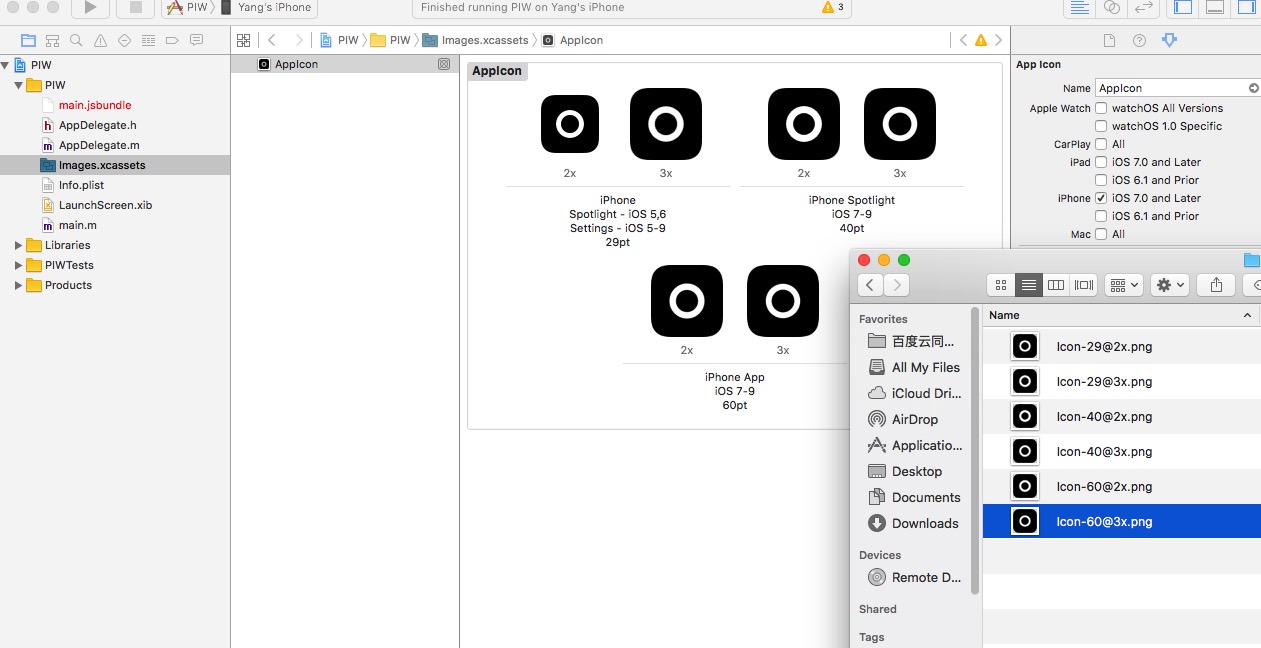 PIW
Yang's iPhone
Finished running PIW on Yang's iPhone
3
PIW
PIW
Images.xcassets
AppIcon
PIW
PIW
main.jsbundle
AppDelegate.h
AppDelegate.m
Images.xcassets
Info.plist
LaunchScreen.xib
main.m
Libraries
PIWTests
Products
AppIcon
AppIcon
2x
3x
iPhone
Spotlight - iOS 5,6
Settings - iOS 5-9
29pt
2x
3x
iPhone Spotlight
iOS 7-9
40pt
2x
3x
iPhone App
iOS 7-9
60pt
App Icon
Name AppIcon
Apple Watch watchOS All Versions
watchOS 1.0 Specific
CarPlay All
iPad iOS 7.0 and Later
iOS 6.1 and Prior
iPhone iOS 7.0 and Later
iOS 6.1 and Prior
Mac All
Favorites
百度云同...
All My Files
iCloud Dri...
AirDrop
Applicatio...
Desktop
Documents
Downloads
Devices
Remote D...
Shared
Tags
Name
Icon-29@2x.png
Icon-29@3x.png
Icon-40@2x.png
Icon-40@3x.png
Icon-60@2x.png
Icon-60@3x.png